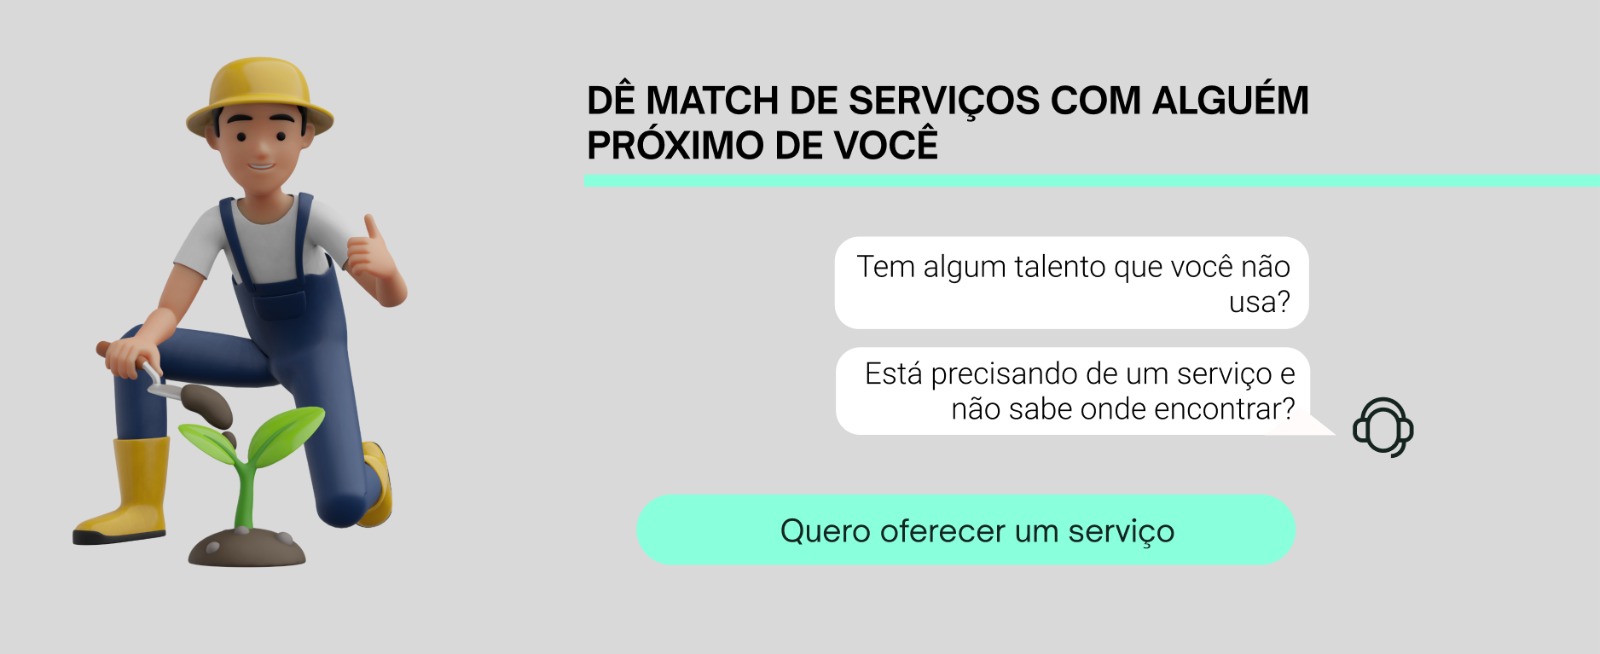 DÊ MATCH DE SERVIÇOS COM ALGUÉM
PRÓXIMO DE VOCÊ
Tem algum talento que você não
usa?
Está precisando de um serviço e
não sabe onde encontrar?
Quero oferecer um serviço